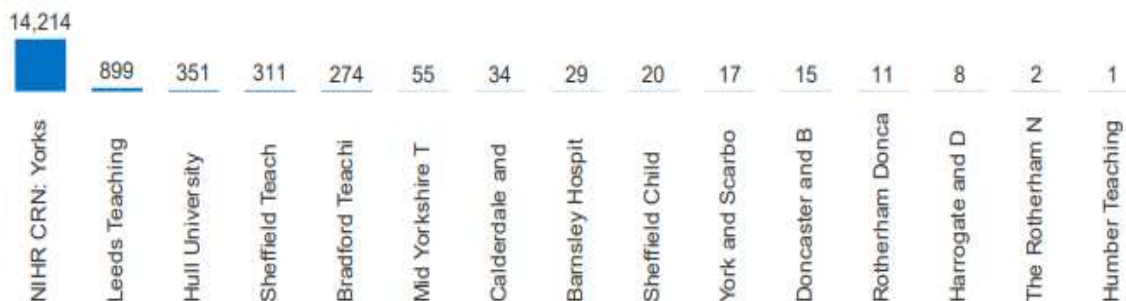 14,214
899
351
311
274
55
34
29
20
17
15
11
8
2
1
NIHR CRN: Yorks
Leeds Teaching
Hull University
Sheffield Teach
Bradford Teachi
Mid Yorkshire T
Calderdale and
Barnsley Hospit
Sheffield Child
York and Scarbo
Doncaster and B
Rotherham Donca
Harrogate and D
The Rotherham N
Humber Teaching